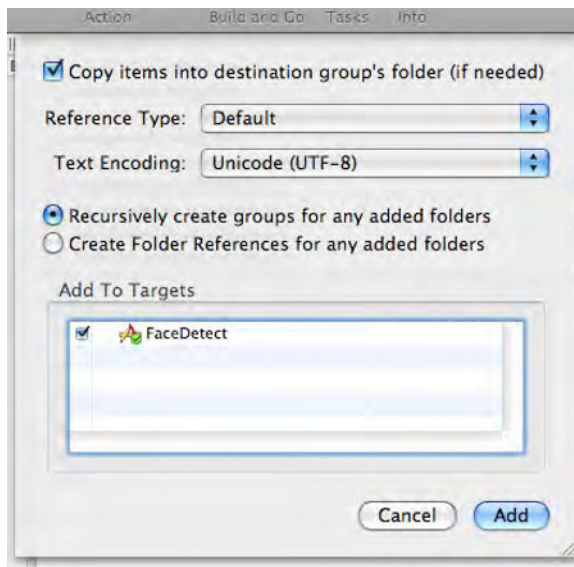 Action Build and Go Tasks Info
Copy items into destination group's folder (if needed)
Reference Type: Default
Text Encoding: Unicode (UTF-8)
Recursively create groups for any added folders
Create Folder References for any added folders
Add To Targets
FaceDetect
Cancel Add